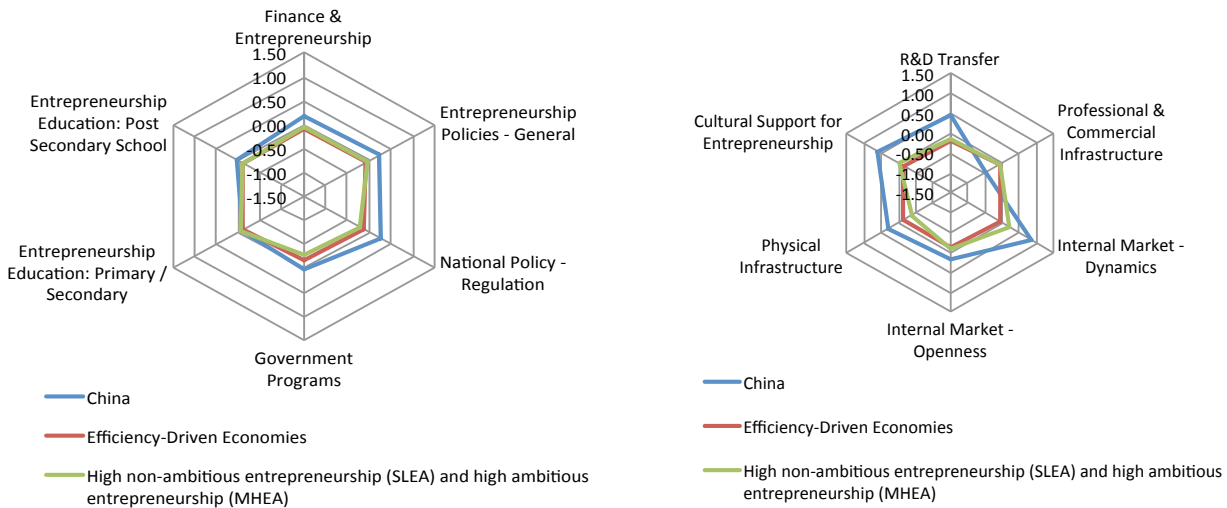 Finance &
Entrepreneurship
1.50
1.00
0.50
0.00
-0.50
-1.00
-1.50
Entrepreneurship
Policies - General
National Policy -
Regulation
Government
Programs
Entrepreneurship
Education: Primary /
Secondary
Entrepreneurship
Education: Post
Secondary School
China
Efficiency-Driven Economies
High non-ambitious entrepreneurship (SLEA) and high ambitious
entrepreneurship (MHEA)
R&D Transfer
1.50
1.00
0.50
0.00
-0.50
-1.00
-1.50
Professional &
Commercial
Infrastructure
Internal Market -
Dynamics
Internal Market -
Openness
Physical
Infrastructure
Cultural Support for
Entrepreneurship
China
Efficiency-Driven Economies
High non-ambitious entrepreneurship (SLEA) and high ambitious
entrepreneurship (MHEA)